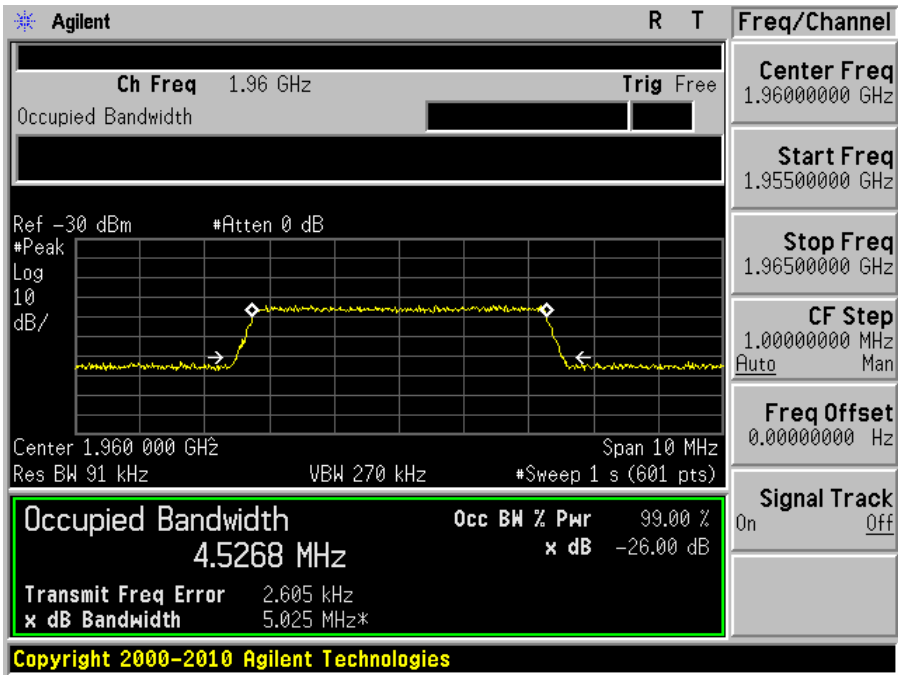 Agilent R T
Ch Freq 1.96 GHz Trig Free
Occupied Bandwidth
Ref -30 dBm #Atten 0 dB
#Peak
Log
10
dB/
Center 1.960 000 GHz Span 10 MHz
Res BW 91 kHz VBW 270 kHz #Sweep 1 s (601 pts)
Occupied Bandwidth Occ BW % Pwr 99.00 %
4.5268 MHz x dB -26.00 dB
Transmit Freq Error 2.605 kHz
x dB Bandwidth 5.025 MHz*
Copyright 2000-2010 Agilent Technologies
Freq/Channel
Center Freq
1.96000000 GHz
Start Freq
1.95500000 GHz
Stop Freq
1.96500000 GHz
CF Step
1.00000000 MHz
Auto Man
Freq Offset
0.00000000 Hz
Signal Track
On Off